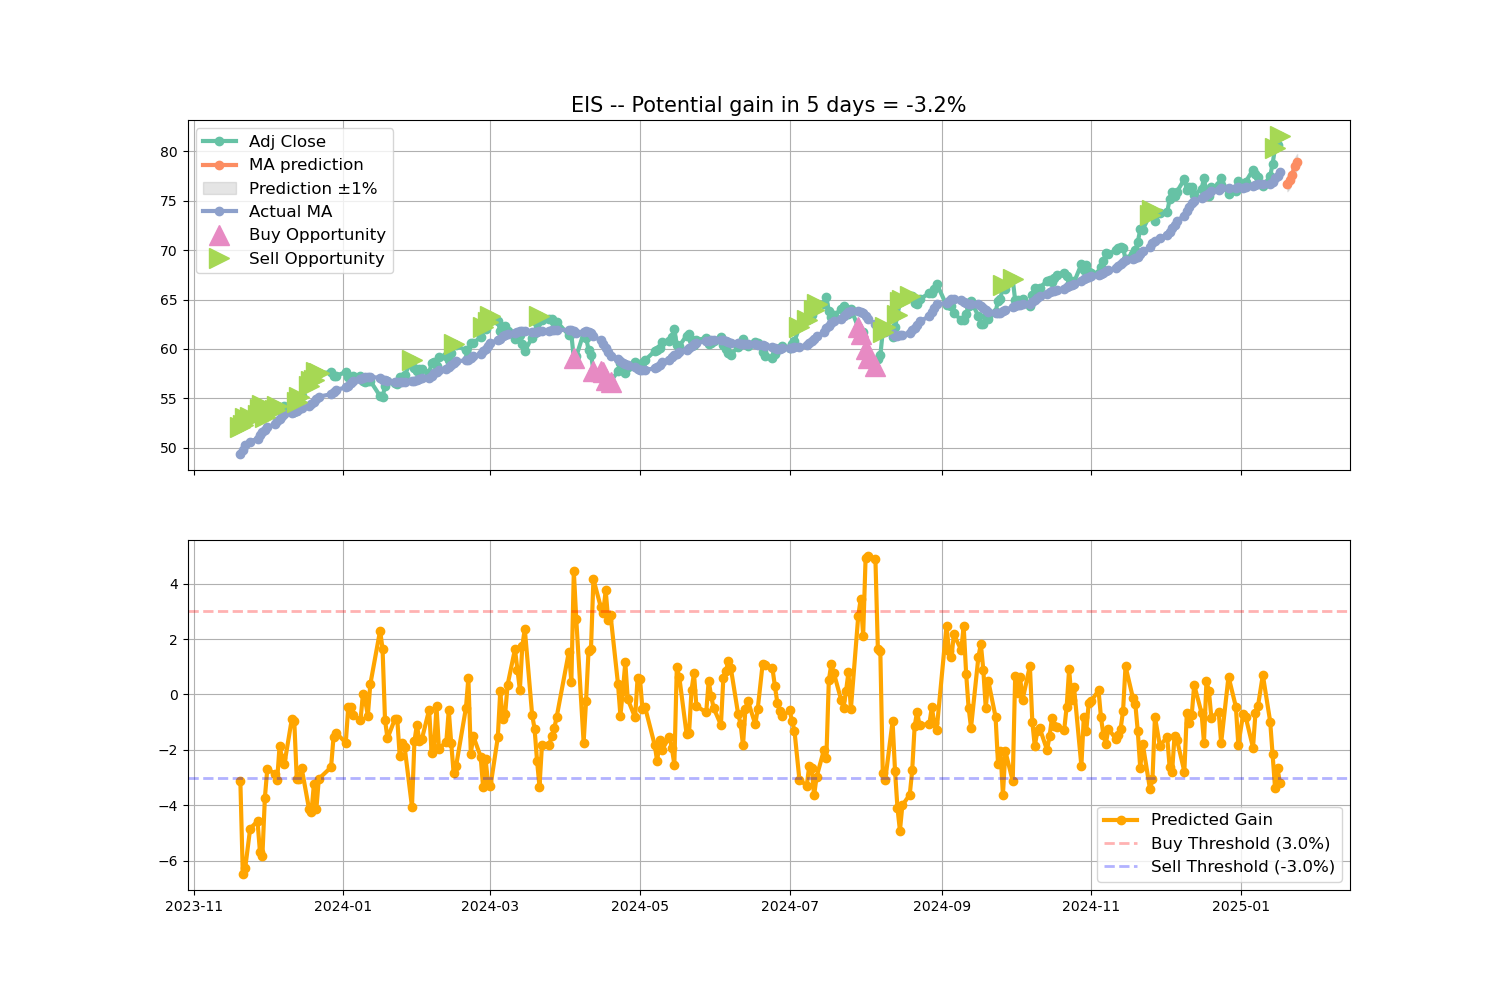 EIS -- Potential gain in 5 days = -3.2%
Adj Close
MA prediction
Prediction ±1%
Actual MA
Buy Opportunity
Sell Opportunity
80
75
70
65
60
55
50
4
2
0
−2
−4
−6
Predicted Gain
Buy Threshold (3.0%)
Sell Threshold (-3.0%)
2023-11
2024-01
2024-03
2024-05
2024-07
2024-09
2024-11
2025-01